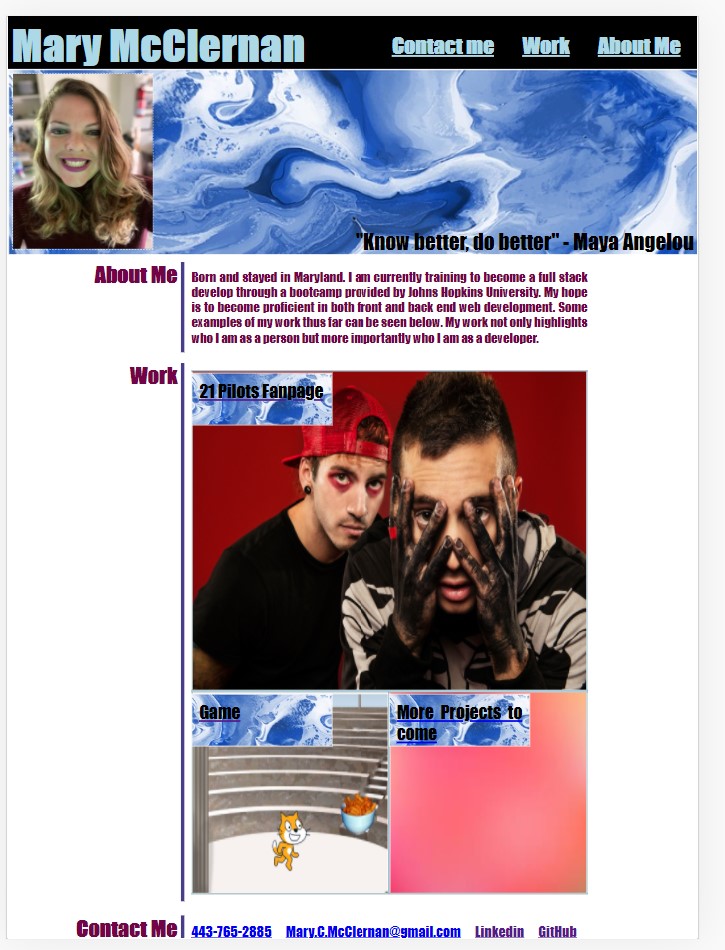 Mary McClernan
Contact me Work About Me
"Know better, do better" - Maya Angelou
About Me
Born and stayed in Maryland. I am currently training to become a full stack
develop through a bootcamp provided by Johns Hopkins University. My hope
is to become proficient in both front and back end web development. Some
examples of my work thus far can be seen below. My work not only highlights
who I am as a person but more importantly who I am as a developer.
Work
21 Pilots Fanpage
Game
More Projects to
come
Contact Me
443-765-2885 Mary.C.McClernan@gmail.com Linkedin GitHub